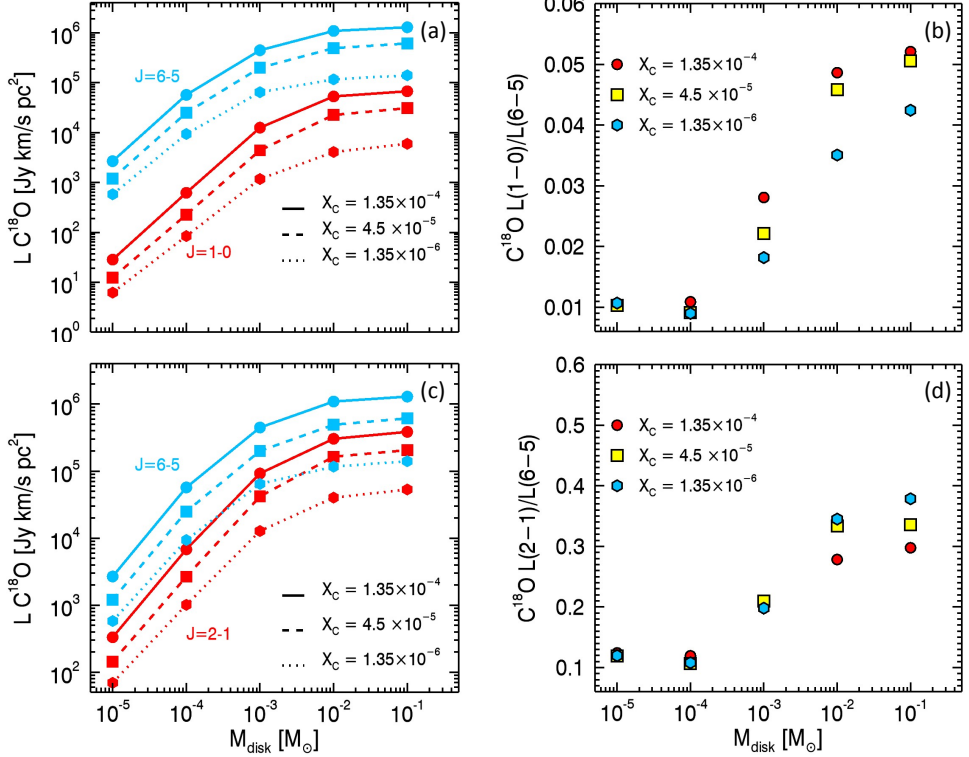 (a)
L C¹⁸O [Jy km/s pc²]
10⁶
10⁵
10⁴
10³
10²
10¹
10⁰
J=6-5
J=1-0
X_C = 1.35×10⁻⁴
X_C = 4.5 ×10⁻⁵
X_C = 1.35×10⁻⁶
(b)
C¹⁸O L(1−0)/L(6−5)
0.06
0.05
0.04
0.03
0.02
0.01
X_C = 1.35×10⁻⁴
X_C = 4.5 ×10⁻⁵
X_C = 1.35×10⁻⁶
(c)
L C¹⁸O [Jy km/s pc²]
10⁶
10⁵
10⁴
10³
10²
J=6-5
J=2-1
X_C = 1.35×10⁻⁴
X_C = 4.5 ×10⁻⁵
X_C = 1.35×10⁻⁶
10⁻⁵ 10⁻⁴ 10⁻³ 10⁻² 10⁻¹
M_disk [M_⊙]
(d)
C¹⁸O L(2−1)/L(6−5)
0.6
0.5
0.4
0.3
0.2
0.1
X_C = 1.35×10⁻⁴
X_C = 4.5 ×10⁻⁵
X_C = 1.35×10⁻⁶
10⁻⁵ 10⁻⁴ 10⁻³ 10⁻² 10⁻¹
M_disk [M_⊙]